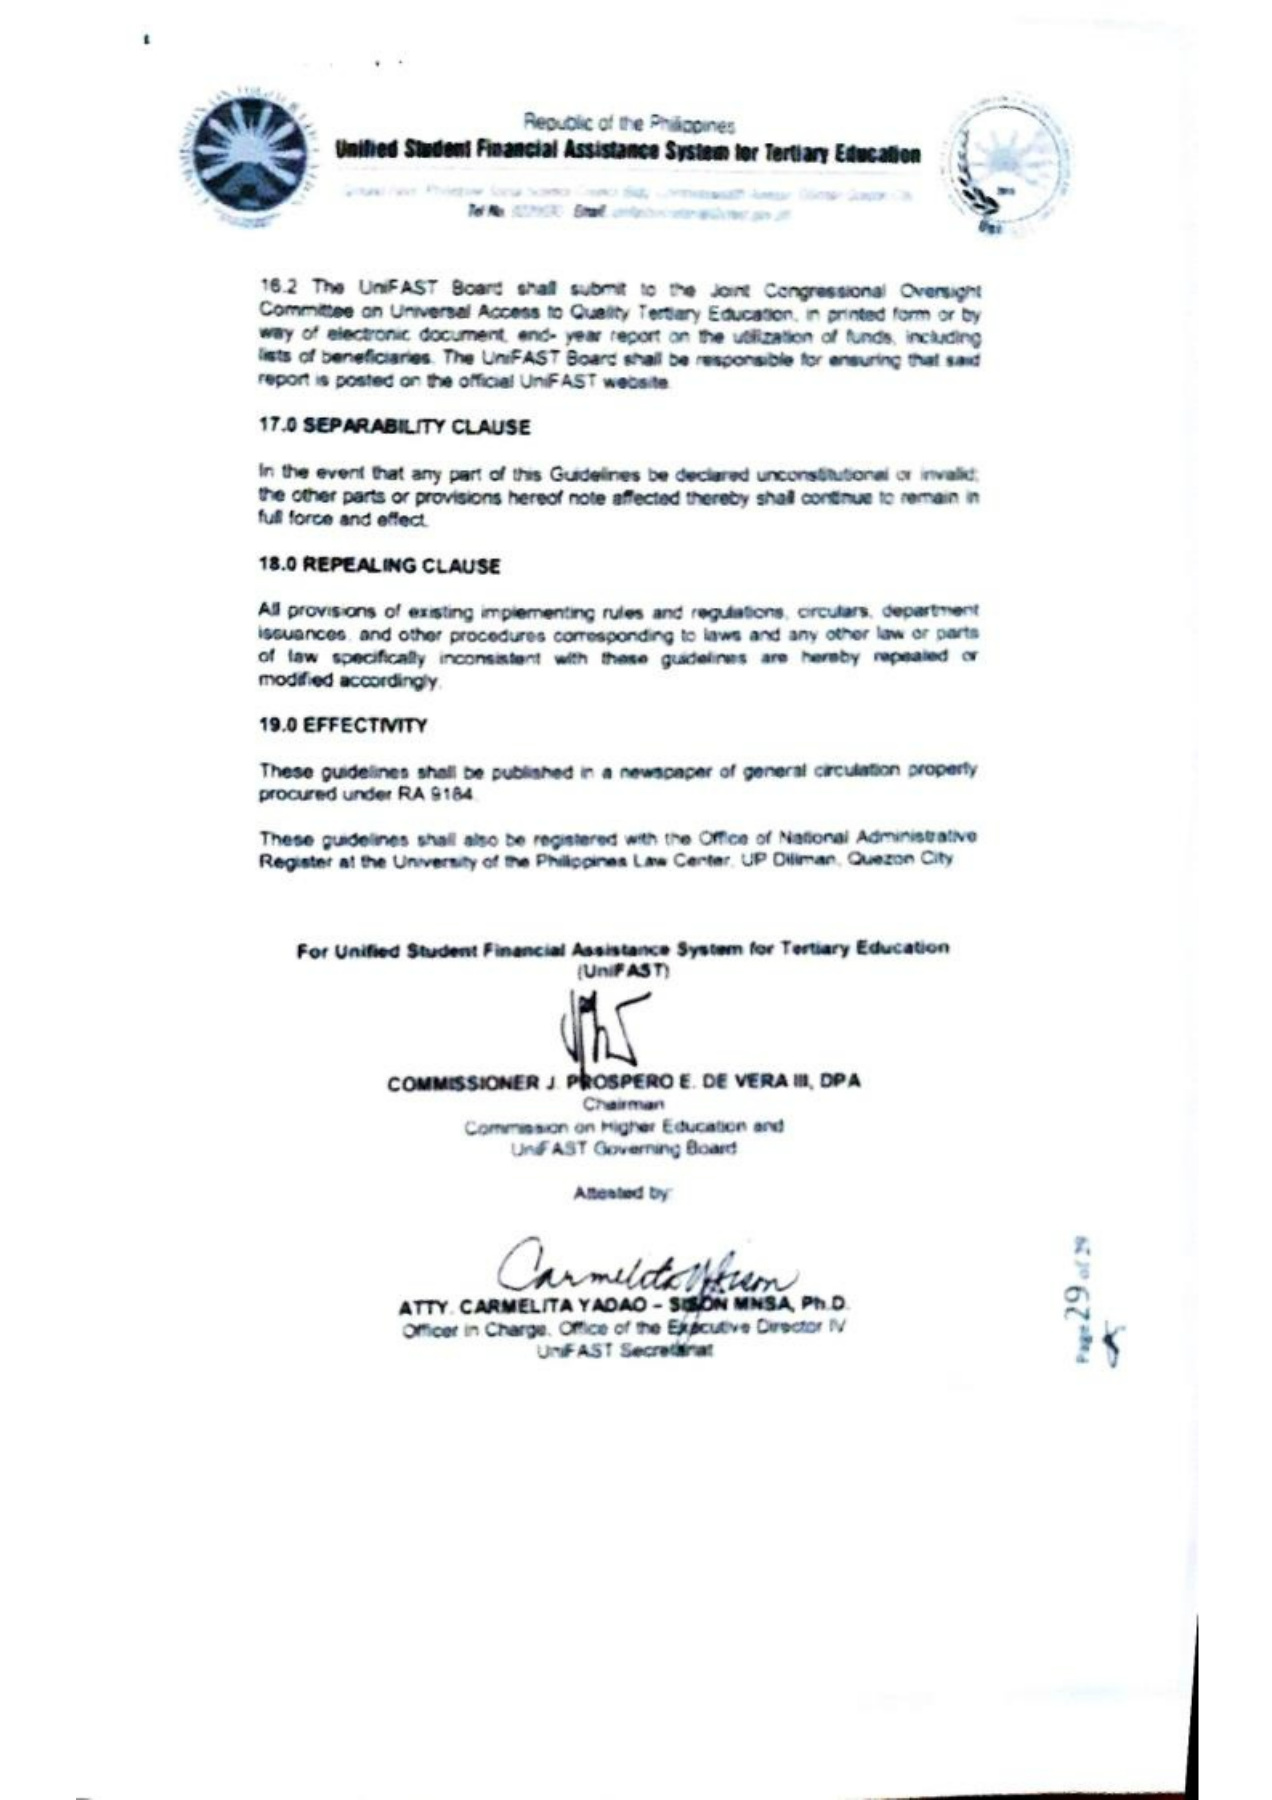 Republic of the Philippines
Unified Student Financial Assistance System for Tertiary Education
Tel No. Email:
16.2 The UniFAST Board shall submit to the Joint Congressional Oversight
Committee on Universal Access to Quality Tertiary Education, in printed form or by
way of electronic document, end- year report on the utilization of funds, including
lists of beneficiaries. The UniFAST Board shall be responsible for ensuring that said
report is posted on the official UniFAST website.
17.0 SEPARABILITY CLAUSE
In the event that any part of this Guidelines be declared unconstitutional or invalid;
the other parts or provisions hereof note affected thereby shall continue to remain in
full force and effect.
18.0 REPEALING CLAUSE
All provisions of existing implementing rules and regulations, circulars, department
issuances, and other procedures corresponding to laws and any other law or parts
of law specifically inconsistent with these guidelines are hereby repealed or
modified accordingly.
19.0 EFFECTIVITY
These guidelines shall be published in a newspaper of general circulation properly
procured under RA 9184.
These guidelines shall also be registered with the Office of National Administrative
Register at the University of the Philippines Law Center, UP Diliman, Quezon City
For Unified Student Financial Assistance System for Tertiary Education
(UniFAST)
COMMISSIONER J. PROSPERO E. DE VERA III, DPA
Chairman
Commission on Higher Education and
UniFAST Governing Board
Attested by:
Carmelita
ATTY. CARMELITA YADAO – SISON MNSA, Ph.D.
Officer in Charge, Office of the Executive Director IV
UniFAST Secretariat
Page 29 of 29